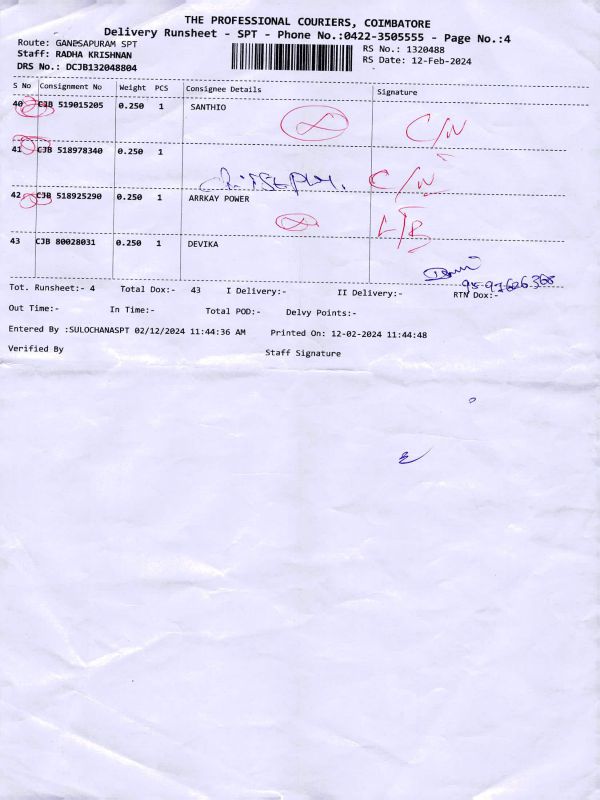 THE PROFESSIONAL COURIERS, COIMBATORE
Delivery Runsheet - SPT - Phone No.:0422-3505555 - Page No.:4
Route: GANESAPURAM SPT
RS No.: 1320488
Staff: RADHA KRISHNAN
RS Date: 12-Feb-2024
DRS No.: DCJB132048804
S No Consignment No Weight PCS Consignee Details Signature
40 CJB 519015205 0.250 1 SANTHIO
C/N
41 CJB 518978340 0.250 1
C/N
42 CJB 518925290 0.250 1 ARRKAY POWER
43 CJB 80028031 0.250 1 DEVIKA
Tot. Runsheet:- 4 Total Dox:- 43 I Delivery:- II Delivery:- RTN Dox:-
Out Time:- In Time:- Total POD:- Delvy Points:-
Entered By :SULOCHANASPT 02/12/2024 11:44:36 AM Printed On: 12-02-2024 11:44:48
Verified By Staff Signature